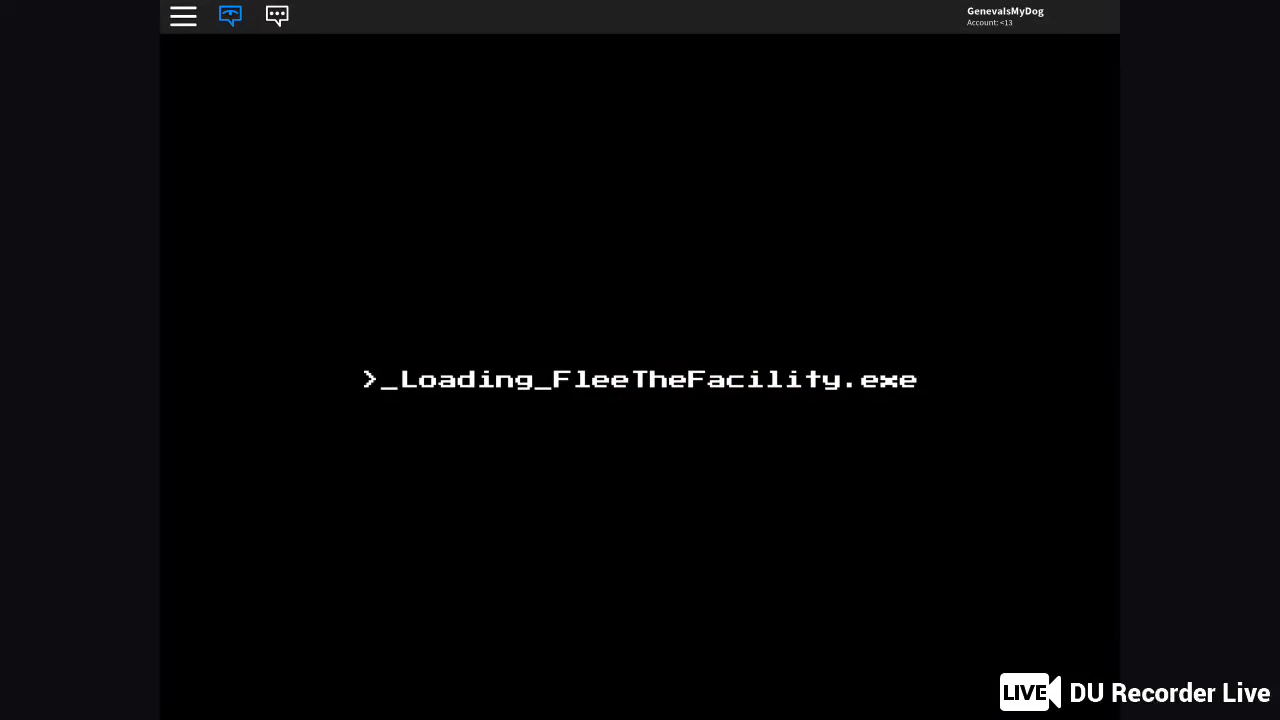 GenevaIsMyDog
Account: <13
>_Loading_FleeTheFacility.exe
LIVE DU Recorder Live